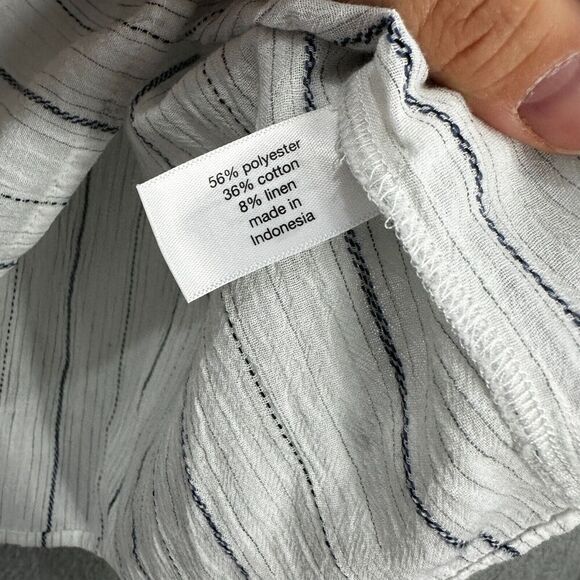 56% polyester
36% cotton
8% linen
made in
Indonesia